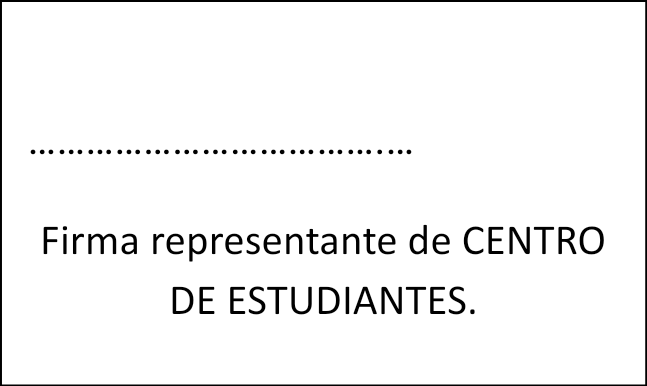 ………………………………….…
Firma representante de CENTRO
DE ESTUDIANTES.